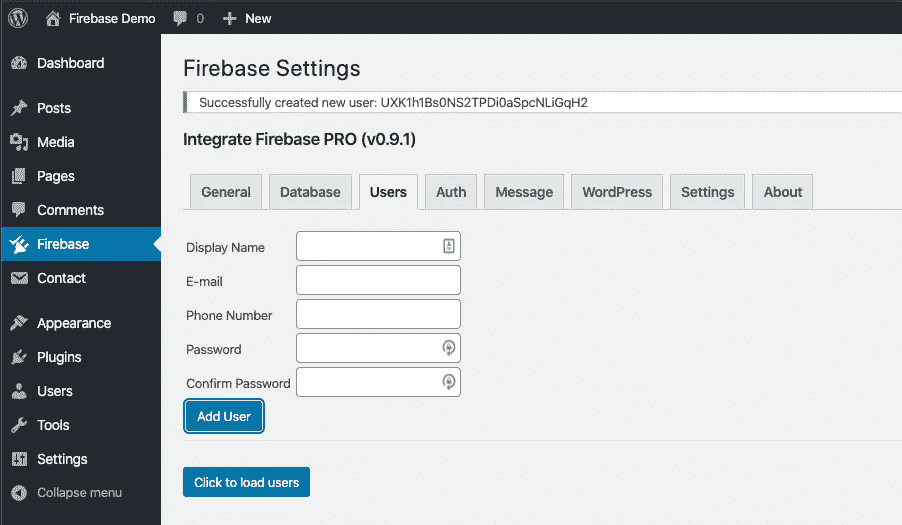 Firebase Demo 0 New
Dashboard
Posts
Media
Pages
Comments
Firebase
Contact
Appearance
Plugins
Users
Tools
Settings
Collapse menu
Firebase Settings
Successfully created new user: UXK1h1Bs0NS2TPDi0aSpcNLiGqH2
Integrate Firebase PRO (v0.9.1)
General Database Users Auth Message WordPress Settings About
Display Name
E-mail
Phone Number
Password
Confirm Password
Add User
Click to load users